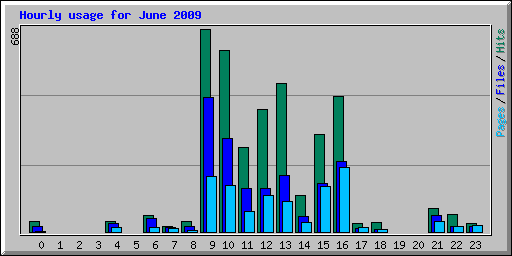 Hourly usage for June 2009
688
Pages/Files/Hits
0 1 2 3 4 5 6 7 8 9 10 11 12 13 14 15 16 17 18 19 20 21 22 23